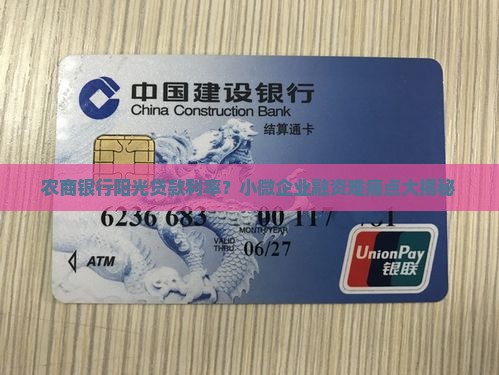 中国建设银行
China Construction Bank
结算通卡
农商银行阳光贷款利率？小微企业融资难痛点大揭秘
6236 683 00 117
MONTH/YEAR
VALID THRU 06/27
ATM
UnionPay
银联